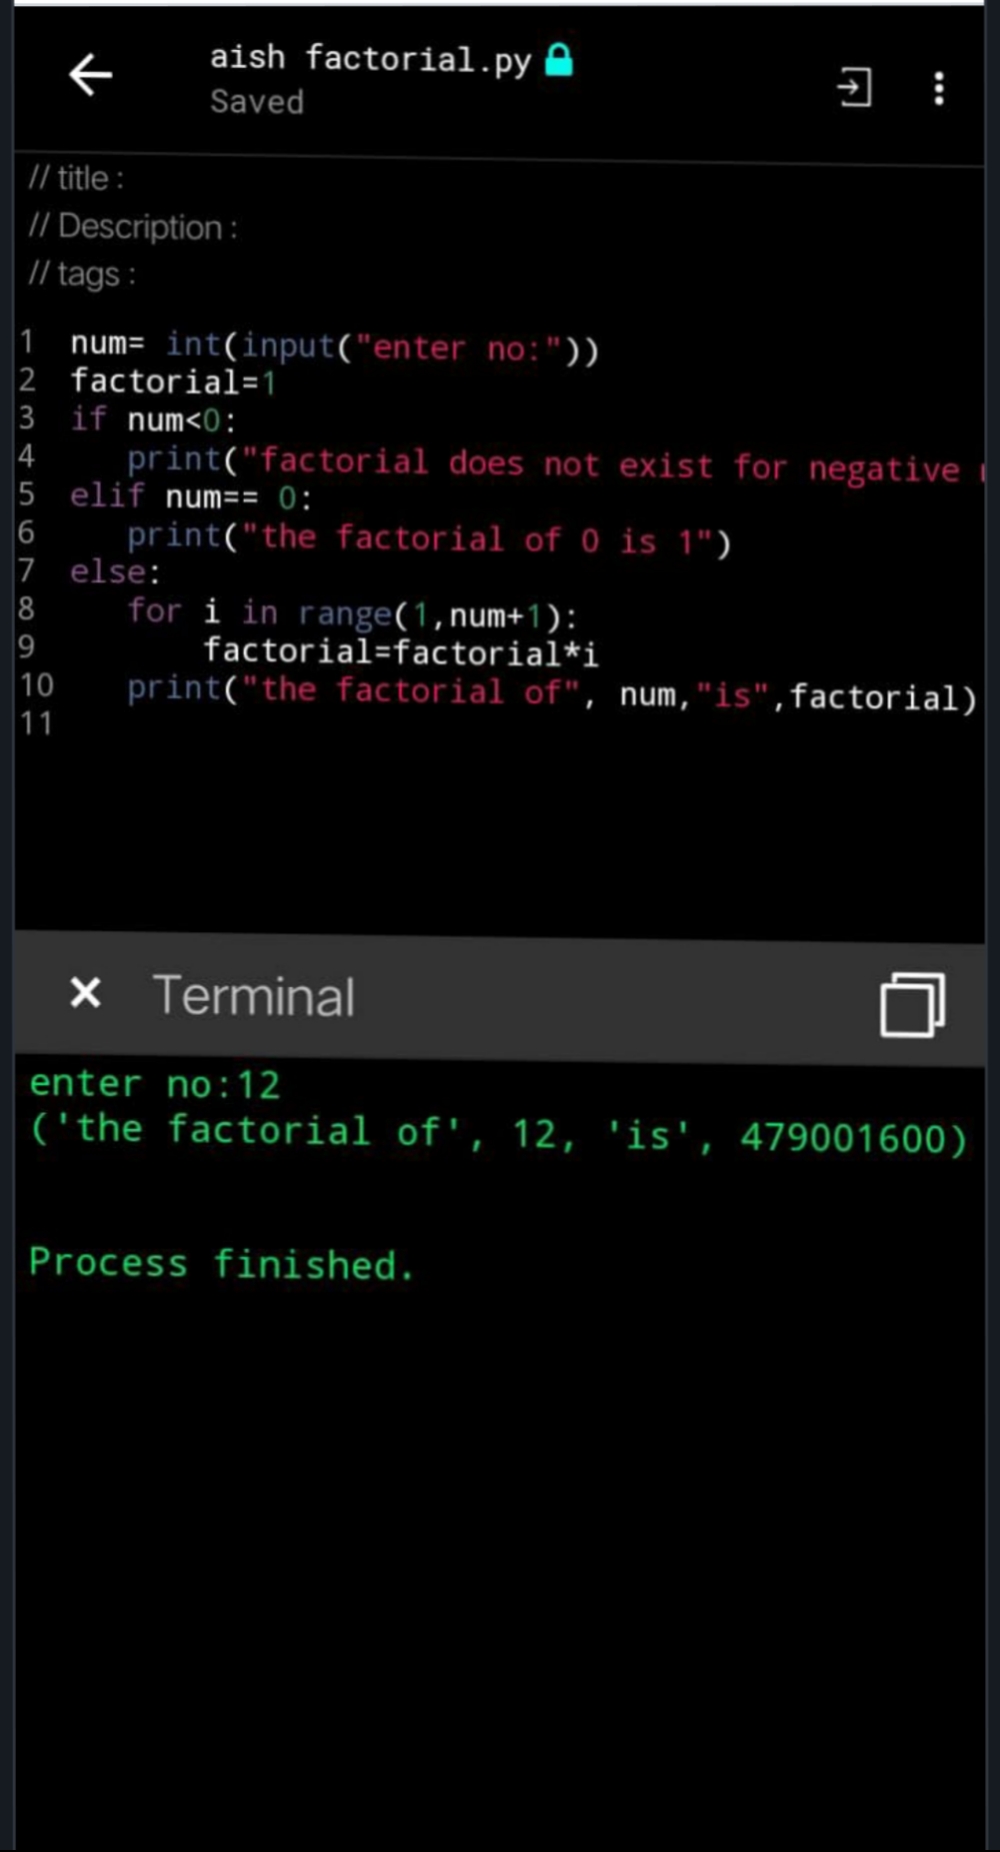 aish factorial.py
Saved
// title :
// Description :
// tags :
1 num= int(input("enter no:"))
2 factorial=1
3 if num<0:
4    print("factorial does not exist for negative
5 elif num== 0:
6    print("the factorial of 0 is 1")
7 else:
8    for i in range(1,num+1):
9        factorial=factorial*i
10    print("the factorial of", num,"is",factorial)
11
× Terminal
enter no:12
('the factorial of', 12, 'is', 479001600)
Process finished.